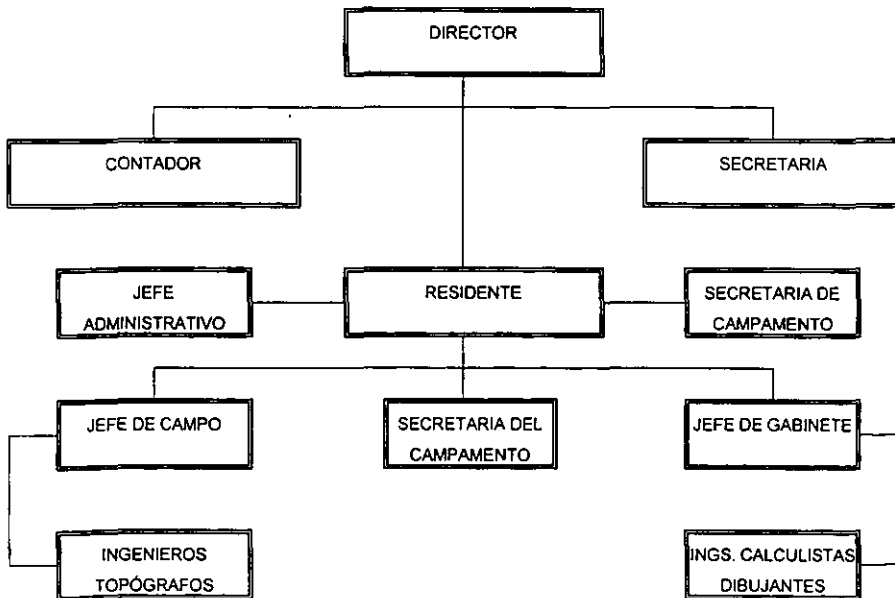 DIRECTOR
CONTADOR
SECRETARIA
JEFE
ADMINISTRATIVO
RESIDENTE
SECRETARIA DE
CAMPAMENTO
JEFE DE CAMPO
SECRETARIA DEL
CAMPAMENTO
JEFE DE GABINETE
INGENIEROS
TOPÓGRAFOS
INGS. CALCULISTAS
DIBUJANTES